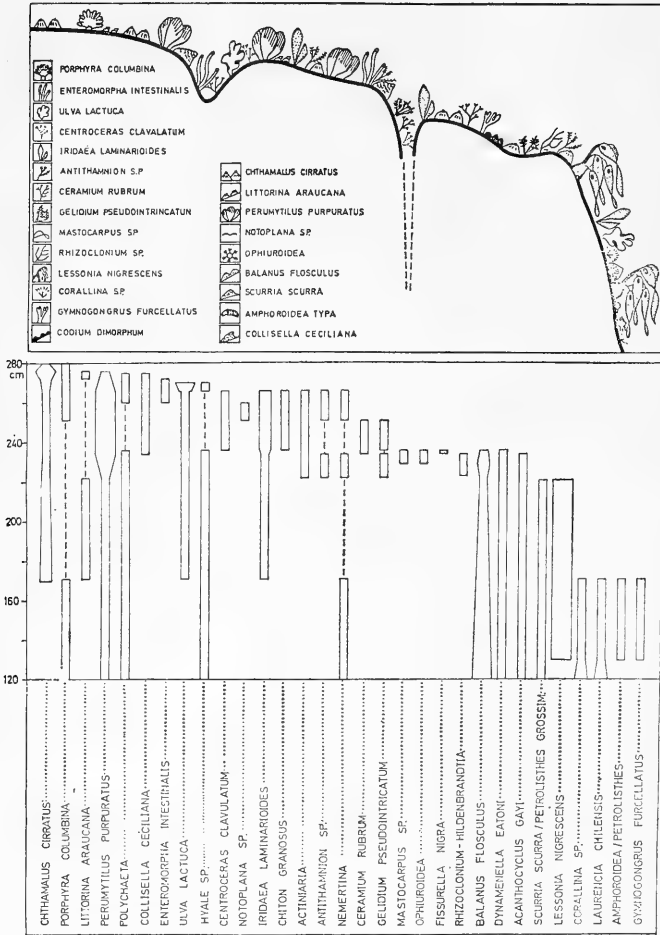 PORPHYRA COLUMBINA
ENTEROMORPHA INTESTINALIS
ULVA LACTUCA
CENTROCERAS CLAVALATUM
IRIDAEA LAMINARIOIDES
ANTITHAMNION S.P
CERAMIUM RUBRUM
GELIDIUM PSEUDOINTRINCATUN
MASTOCARPUS SP
RHIZOCLONIUM SP.
LESSONIA NIGRESCENS
CORALLINA SP.
GYMNOGONGRUS FURCELLATUS
CODIUM DIMORPHUM
CHTHAMALUS CIRRATUS
LITTORINA ARAUCANA
PERUMYTILUS PURPURATUS
NOTOPLANA SP.
OPHIUROIDEA
BALANUS FLOSCULUS
SCURRIA SCURRA
AMPHOROIDEA TYPA
COLLISELLA CECILIANA
280
cm
240
200
160
120
CHTHAMALUS CIRRATUS
PORPHYRA COLUMBINA
LITTORINA ARAUCANA
PERUMYTILUS PURPURATUS
POLYCHAETA
COLLISELLA CECILIANA
ENTEROMORPHA INTESTINALIS
ULVA LACTUCA
HYALE SP.
CENTROCERAS CLAVULATUM
NOTOPLANA SP.
IRIDAEA LAMINARIOIDES
CHITON GRANOSUS
ACTINIARIA
ANTITHAMNION SP.
NEMERTINA
CERAMIUM RUBRUM
GELIDIUM PSEUDOINTRICATUM
MASTOCARPUS SP.
OPHIUROIDEA
FISSURELLA NIGRA
RHIZOCLONIUM - HILDENBRANDTIA
BALANUS FLOSCULUS
DYNAMENELLA EATONI
ACANTHOCYCLUS GAYI
SCURRIA SCURRA/PETROLISTHES GROSSIM.
LESSONIA NIGRESCENS
CORALLINA SP.
LAURENCIA CHILENSIS
AMPHOROIDEA/PETROLISTHES
GYMNOGONGRUS FURCELLATUS